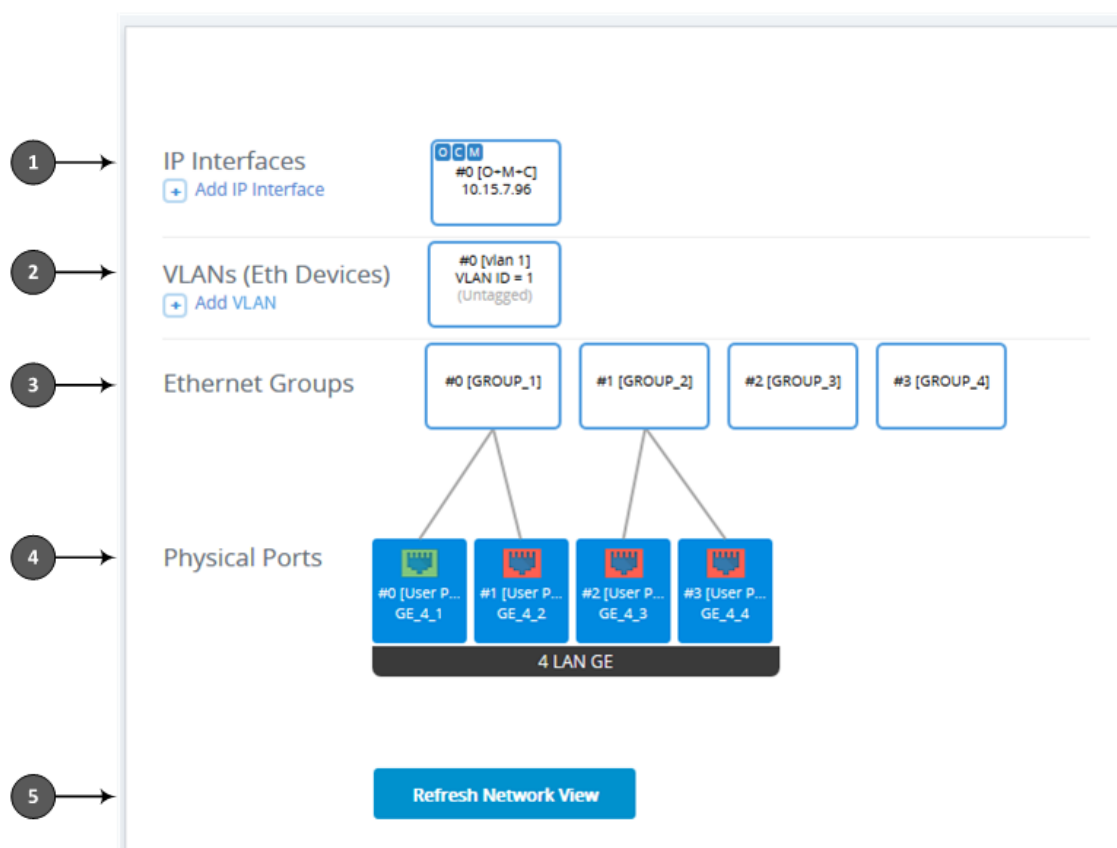 1
IP Interfaces
+ Add IP Interface
O C M
#0 [O+M+C]
10.15.7.96
2
VLANs (Eth Devices)
+ Add VLAN
#0 [vlan 1]
VLAN ID = 1
(Untagged)
3
Ethernet Groups
#0 [GROUP_1]
#1 [GROUP_2]
#2 [GROUP_3]
#3 [GROUP_4]
4
Physical Ports
#0 [User P...
GE_4_1
#1 [User P...
GE_4_2
#2 [User P...
GE_4_3
#3 [User P...
GE_4_4
4 LAN GE
5
Refresh Network View